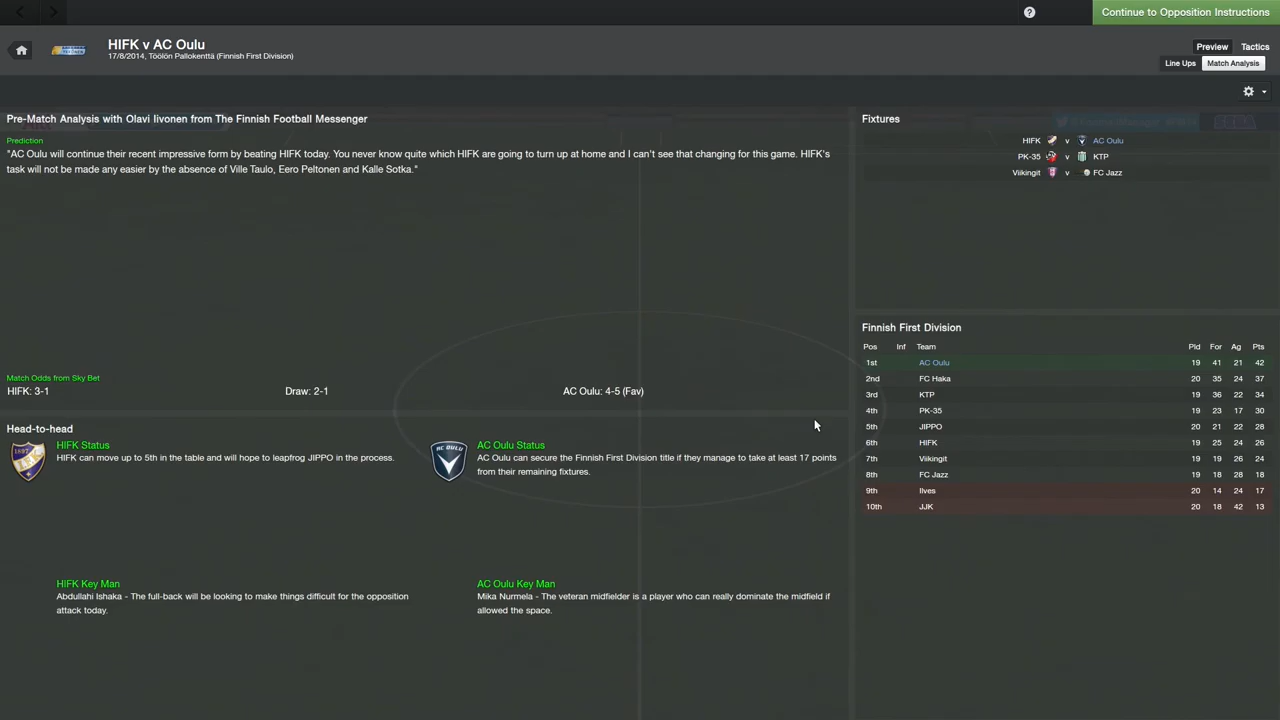 Continue to Opposition Instructions
HIFK v AC Oulu
17/8/2014, Töölön Pallokenttä (Finnish First Division)
Preview Tactics
Line Ups Match Analysis
Pre-Match Analysis with Olavi Iivonen from The Finnish Football Messenger
Prediction
"AC Oulu will continue their recent impressive form by beating HIFK today. You never know quite which HIFK are going to turn up at home and I can't see that changing for this game. HIFK's
task will not be made any easier by the absence of Ville Taulo, Eero Peltonen and Kalle Sotka."
Match Odds from Sky Bet
HIFK: 3-1 Draw: 2-1 AC Oulu: 4-5 (Fav)
Head-to-head
HIFK Status
HIFK can move up to 5th in the table and will hope to leapfrog JIPPO in the process.
AC OULU
AC Oulu Status
AC Oulu can secure the Finnish First Division title if they manage to take at least 17 points
from their remaining fixtures.
HIFK Key Man
Abdullahi Ishaka - The full-back will be looking to make things difficult for the opposition
attack today.
AC Oulu Key Man
Mika Nurmela - The veteran midfielder is a player who can really dominate the midfield if
allowed the space.
Fixtures
HIFK v AC Oulu
PK-35 v KTP
Viikingit v FC Jazz
Finnish First Division
Pos Inf Team Pld For Ag Pts
1st AC Oulu 19 41 21 42
2nd FC Haka 20 35 24 37
3rd KTP 19 36 22 34
4th PK-35 19 23 17 30
5th JIPPO 20 21 22 28
6th HIFK 19 25 24 26
7th Viikingit 19 19 26 24
8th FC Jazz 19 18 28 18
9th Ilves 20 14 24 17
10th JJK 20 18 42 13